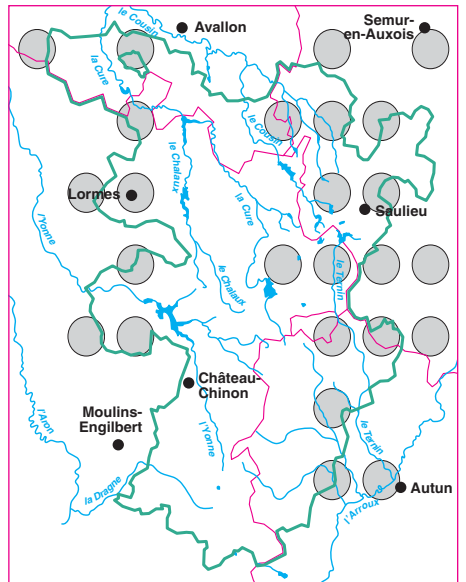 Avallon
Semur-
en-Auxois
le Cousin
la Cure
le Cousin
le Chalaux
Lormes
la Cure
Saulieu
l'Yonne
le Ternin
le Chalaux
Château-
Chinon
Moulins-
Engilbert
l'Aron
l'Yonne
le Ternin
la Dragne
Autun
l'Arroux